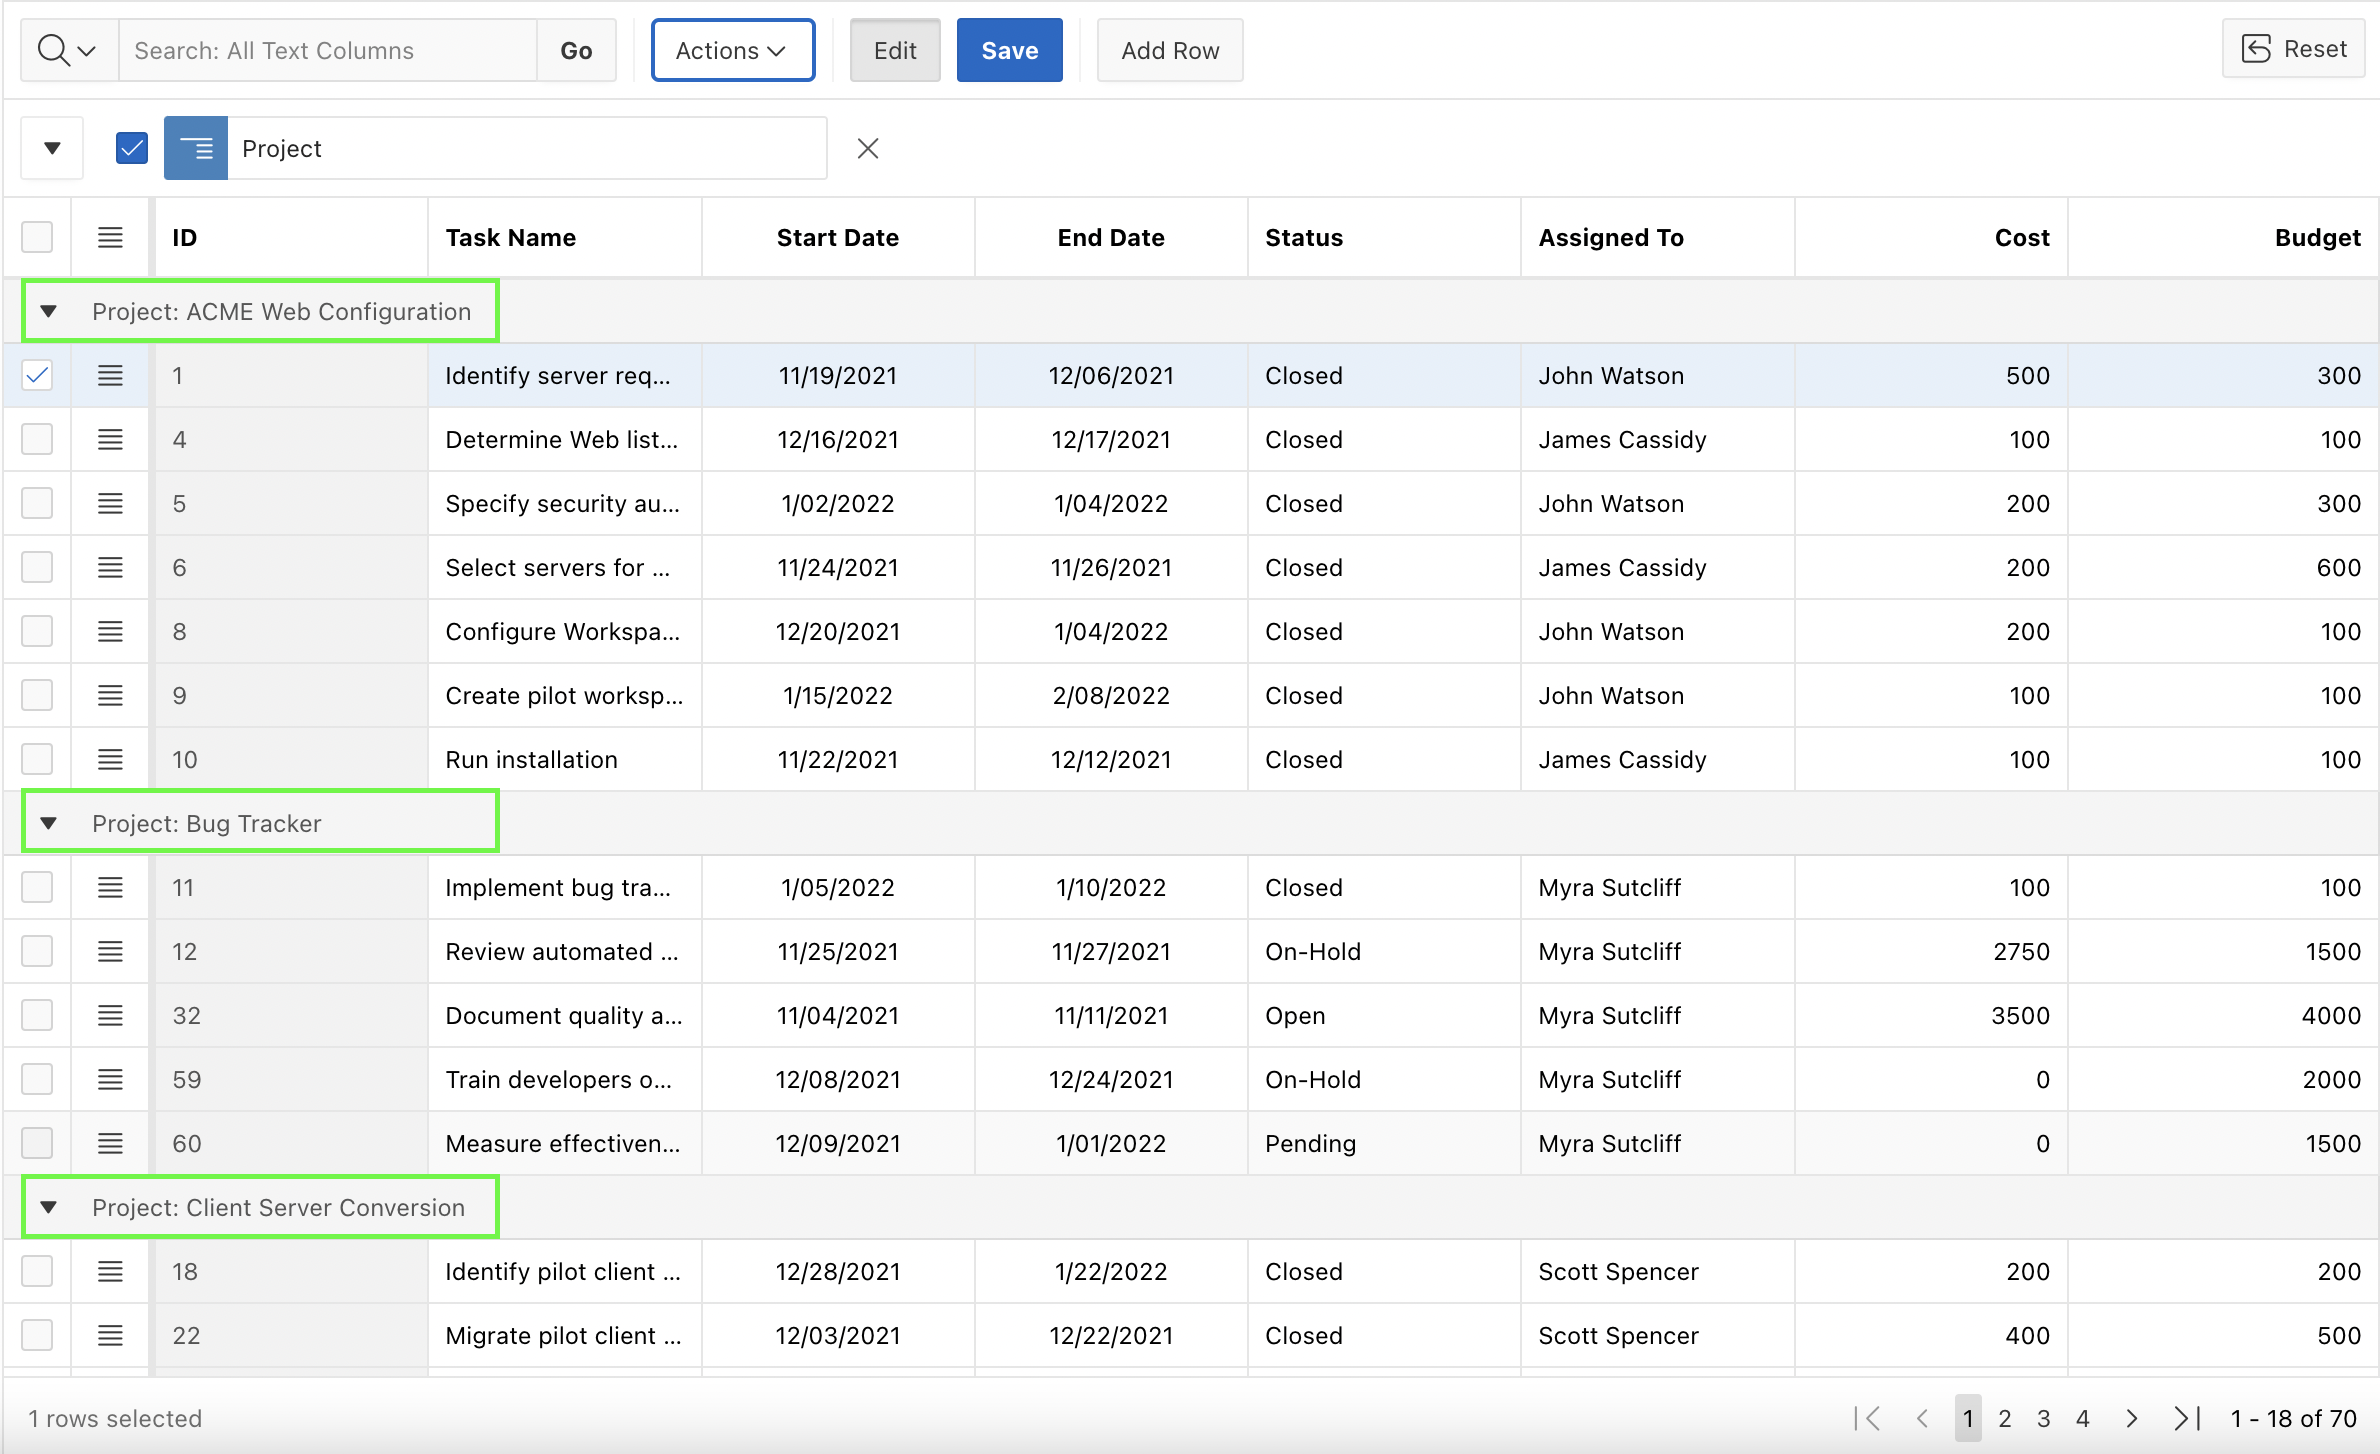 Search: All Text Columns Go Actions Edit Save Add Row Reset
Project
ID Task Name Start Date End Date Status Assigned To Cost Budget
Project: ACME Web Configuration
1 Identify server req... 11/19/2021 12/06/2021 Closed John Watson 500 300
4 Determine Web list... 12/16/2021 12/17/2021 Closed James Cassidy 100 100
5 Specify security au... 1/02/2022 1/04/2022 Closed John Watson 200 300
6 Select servers for ... 11/24/2021 11/26/2021 Closed James Cassidy 200 600
8 Configure Workspa... 12/20/2021 1/04/2022 Closed John Watson 200 100
9 Create pilot worksp... 1/15/2022 2/08/2022 Closed John Watson 100 100
10 Run installation 11/22/2021 12/12/2021 Closed James Cassidy 100 100
Project: Bug Tracker
11 Implement bug tra... 1/05/2022 1/10/2022 Closed Myra Sutcliff 100 100
12 Review automated ... 11/25/2021 11/27/2021 On-Hold Myra Sutcliff 2750 1500
32 Document quality a... 11/04/2021 11/11/2021 Open Myra Sutcliff 3500 4000
59 Train developers o... 12/08/2021 12/24/2021 On-Hold Myra Sutcliff 0 2000
60 Measure effectiven... 12/09/2021 1/01/2022 Pending Myra Sutcliff 0 1500
Project: Client Server Conversion
18 Identify pilot client ... 12/28/2021 1/22/2022 Closed Scott Spencer 200 200
22 Migrate pilot client ... 12/03/2021 12/22/2021 Closed Scott Spencer 400 500
1 rows selected 1 2 3 4 1 - 18 of 70